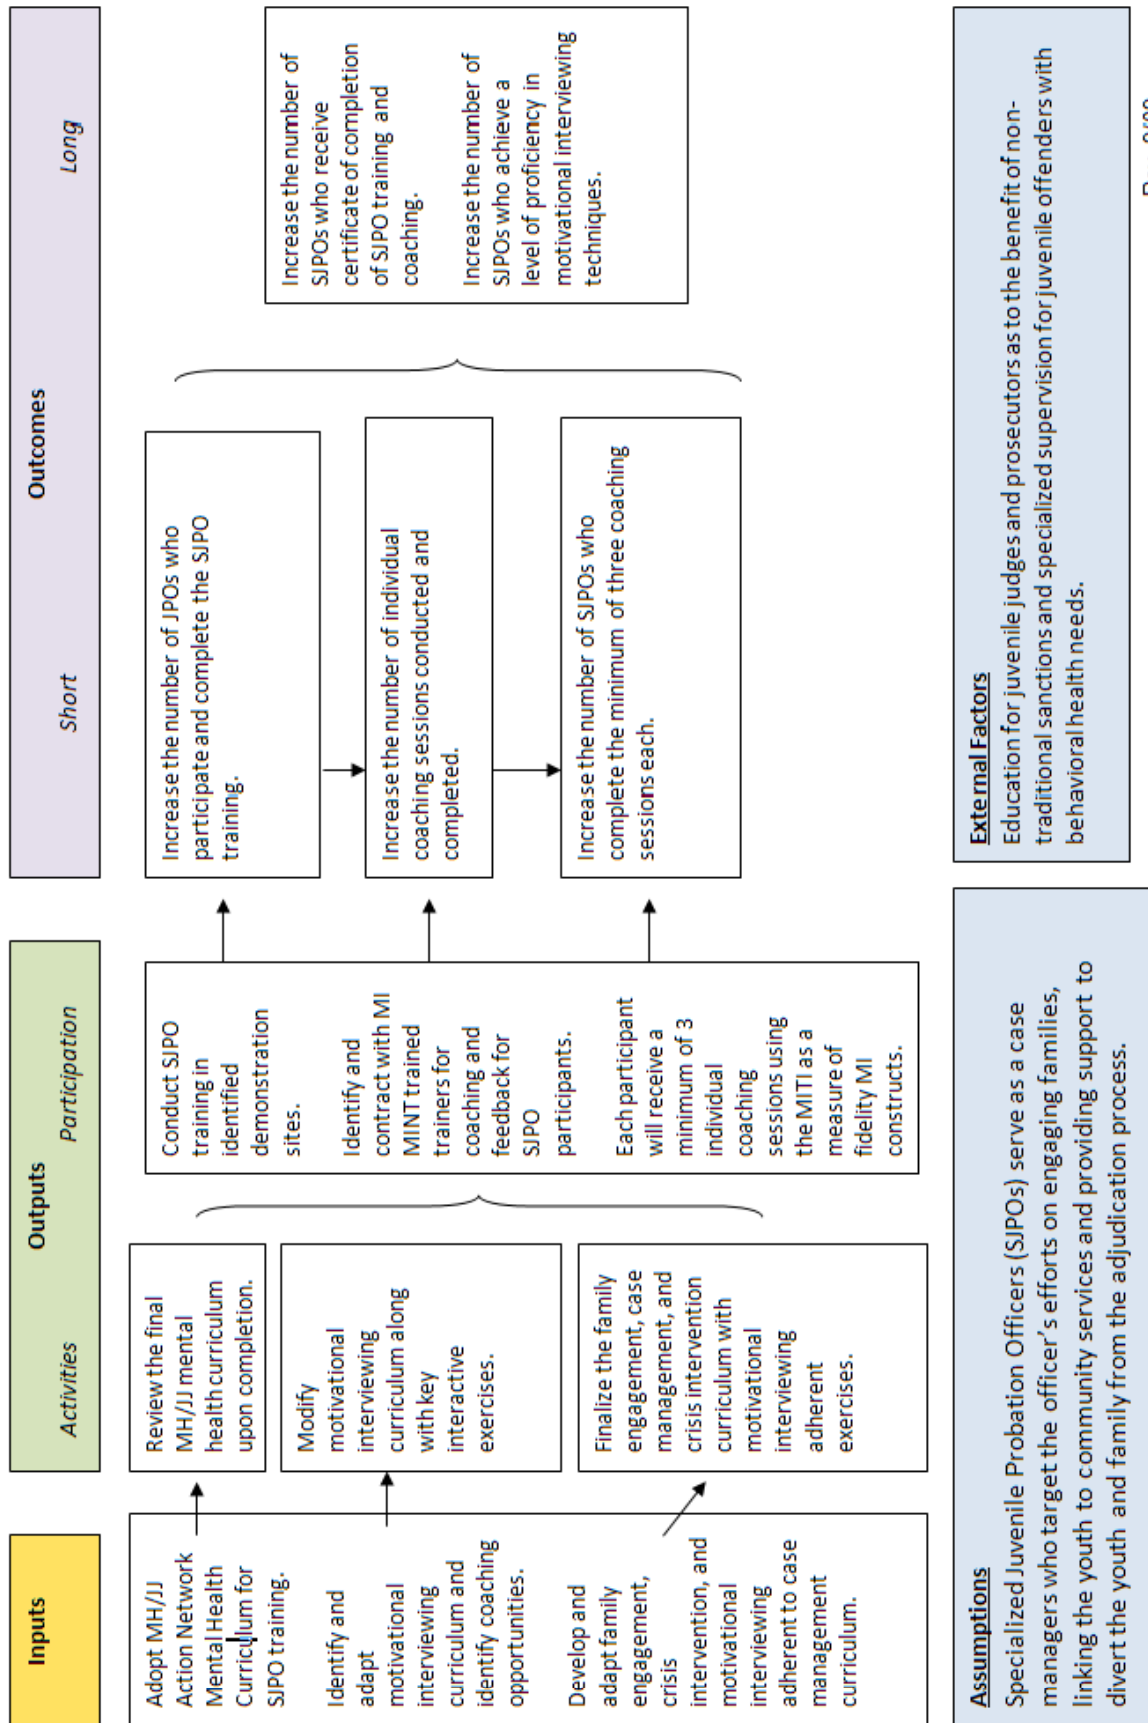 Inputs
Outputs
Activities
Participation
Outcomes
Short
Long
Adopt MH/JJ
Action Network
Mental Health
Curriculum for
SJPO training.
Identify and
adapt
motivational
interviewing
curriculum and
identify coaching
opportunities.
Develop and
adapt family
engagement,
crisis
intervention, and
motivational
interviewing
adherent to case
management
curriculum.
Review the final
MH/JJ mental
health curriculum
upon completion.
Modify
motivational
interviewing
curriculum along
with key
interactive
exercises.
Finalize the family
engagement, case
management, and
crisis intervention
curriculum with
motivational
interviewing
adherent
exercises.
Conduct SJPO
training in
identified
demonstration
sites.
Identify and
contract with MI
MINT trained
trainers for
coaching and
feedback for
SJPO
participants.
Each participant
will receive a
minimum of 3
individual
coaching
sessions using
the MITI as a
measure of
fidelity MI
constructs.
Increase the number of JPOs who
participate and complete the SJPO
training.
Increase the number of individual
coaching sessions conducted and
completed.
Increase the number of SJPOs who
complete the minimum of three coaching
sessions each.
Increase the number of
SJPOs who receive
certificate of completion
of SJPO training and
coaching.
Increase the number of
SJPOs who achieve a
level of proficiency in
motivational interviewing
techniques.
Assumptions
Specialized Juvenile Probation Officers (SJPOs) serve as a case
managers who target the officer's efforts on engaging families,
linking the youth to community services and providing support to
divert the youth and family from the adjudication process.
External Factors
Education for juvenile judges and prosecutors as to the benefit of non-
traditional sanctions and specialized supervision for juvenile offenders with
behavioral health needs.